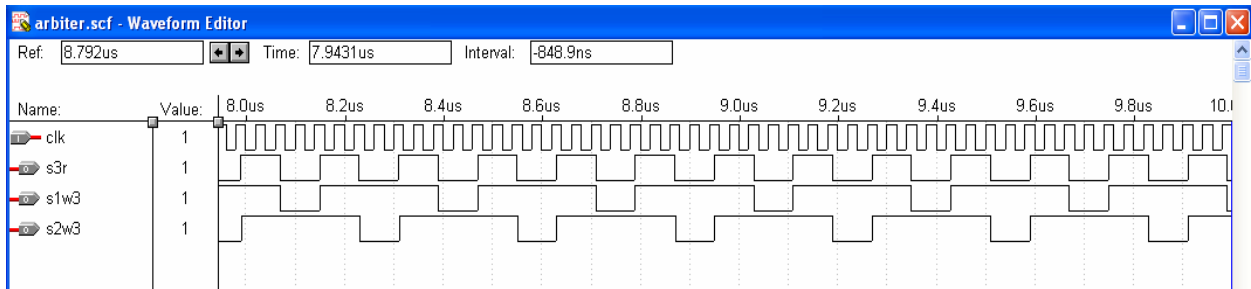 arbiter.scf - Waveform Editor
Ref: 8.792us Time: 7.9431us Interval: -848.9ns
Name: Value: 8.0us 8.2us 8.4us 8.6us 8.8us 9.0us 9.2us 9.4us 9.6us 9.8us
clk 1
s3r 1
s1w3 1
s2w3 1